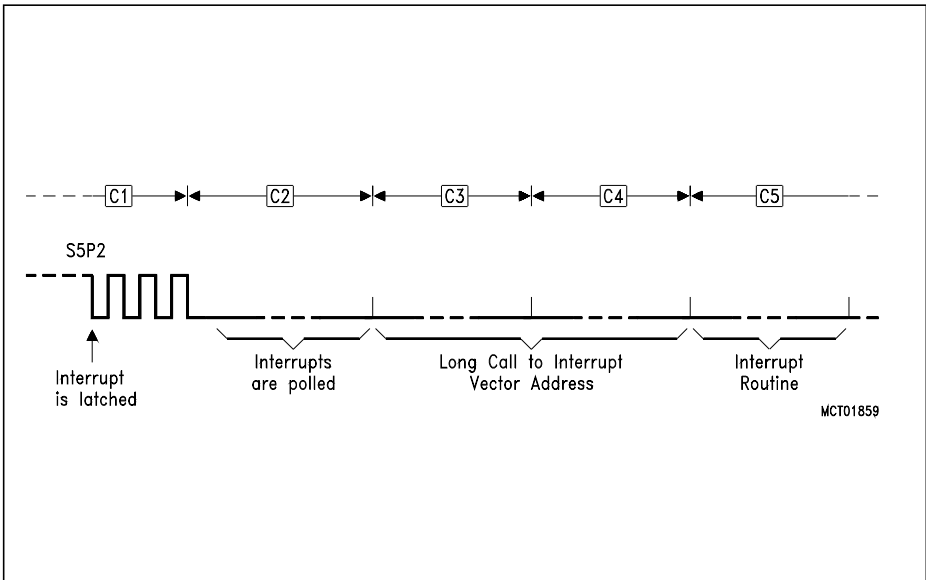 C1 C2 C3 C4 C5
S5P2
Interrupt
is latched
Interrupts
are polled
Long Call to Interrupt
Vector Address
Interrupt
Routine
MCT01859